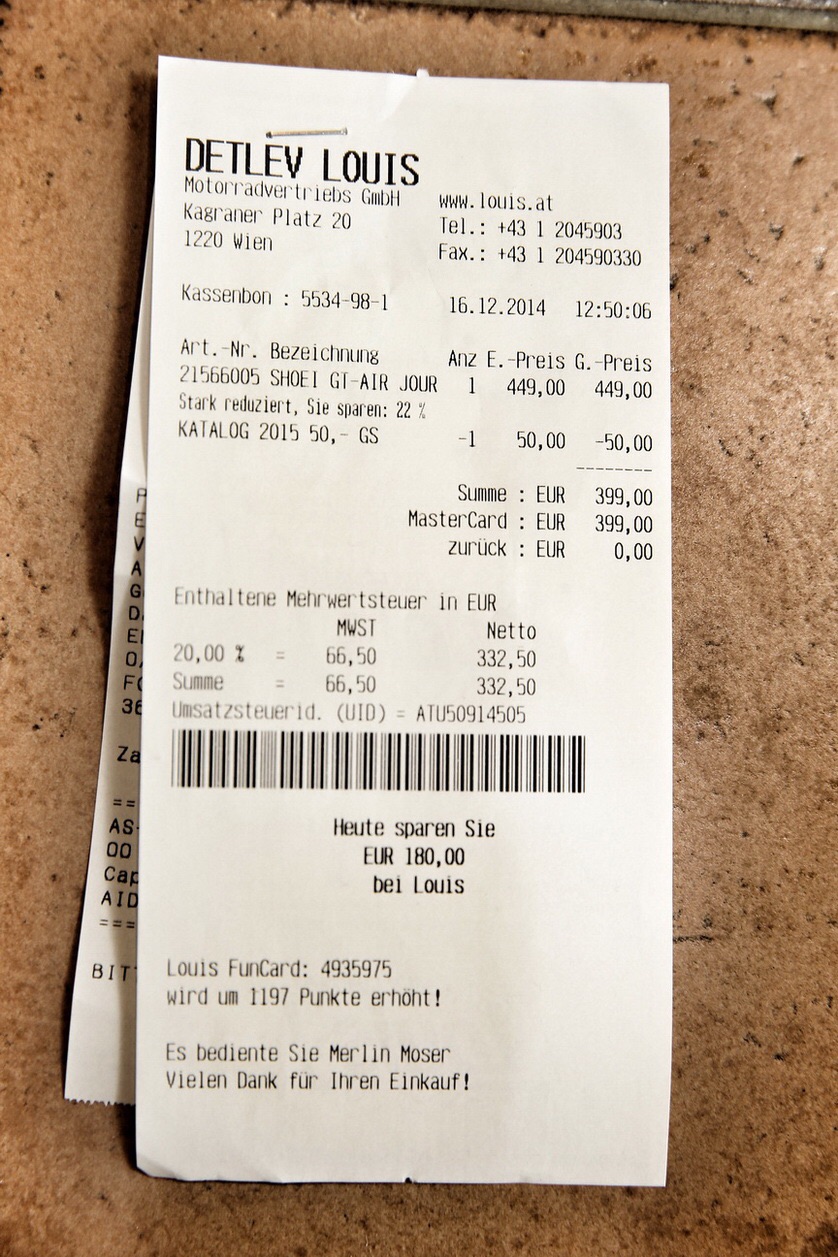 DETLEV LOUIS
Motorradvertriebs GmbH www.louis.at
Kagraner Platz 20 Tel.: +43 1 2045903
1220 Wien Fax.: +43 1 204590330
Kassenbon : 5534-98-1 16.12.2014 12:50:06
Art.-Nr. Bezeichnung Anz E.-Preis G.-Preis
21566005 SHOEI GT-AIR JOUR 1 449,00 449,00
Stark reduziert, Sie sparen: 22 %
KATALOG 2015 50,- GS -1 50,00 -50,00
--------
Summe : EUR 399,00
MasterCard : EUR 399,00
zurück : EUR 0,00
Enthaltene Mehrwertsteuer in EUR
MWST Netto
20,00 % = 66,50 332,50
Summe = 66,50 332,50
Umsatzsteuerid. (UID) = ATU50914505
Heute sparen Sie
EUR 180,00
bei Louis
Louis FunCard: 4935975
wird um 1197 Punkte erhöht!
Es bediente Sie Merlin Moser
Vielen Dank für Ihren Einkauf!
Za
==
AS-
00
Cap
AID
===
BIT